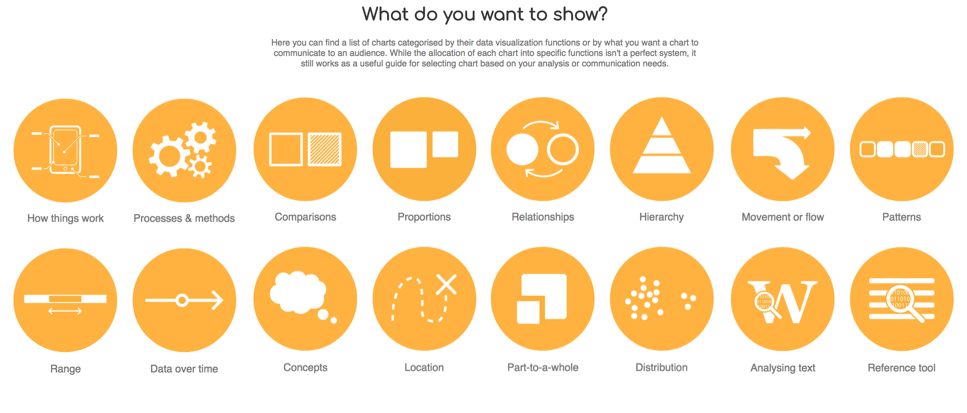 What do you want to show?
Here you can find a list of charts categorised by their data visualization functions or by what you want a chart to
communicate to an audience. While the allocation of each chart into specific functions isn't a perfect system, it
still works as a useful guide for selecting chart based on your analysis or communication needs.
How things work
Processes & methods
Comparisons
Proportions
Relationships
Hierarchy
Movement or flow
Patterns
Range
Data over time
Concepts
Location
Part-to-a-whole
Distribution
W
Analysing text
Reference tool